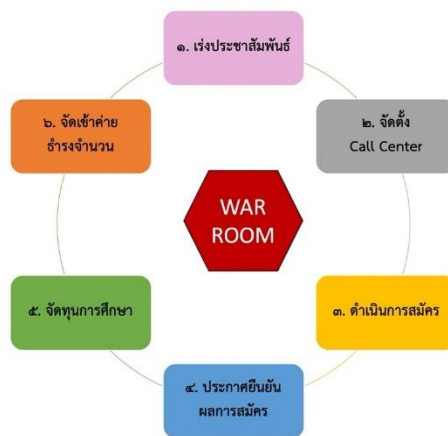 ๑. เร่งประชาสัมพันธ์
๒. จัดตั้ง
Call Center
๓. ดำเนินการสมัคร
๔. ประกาศยืนยัน
ผลการสมัคร
๕. จัดทุนการศึกษา
๖. จัดเข้าค่าย
ธำรงจำนวน
WAR
ROOM